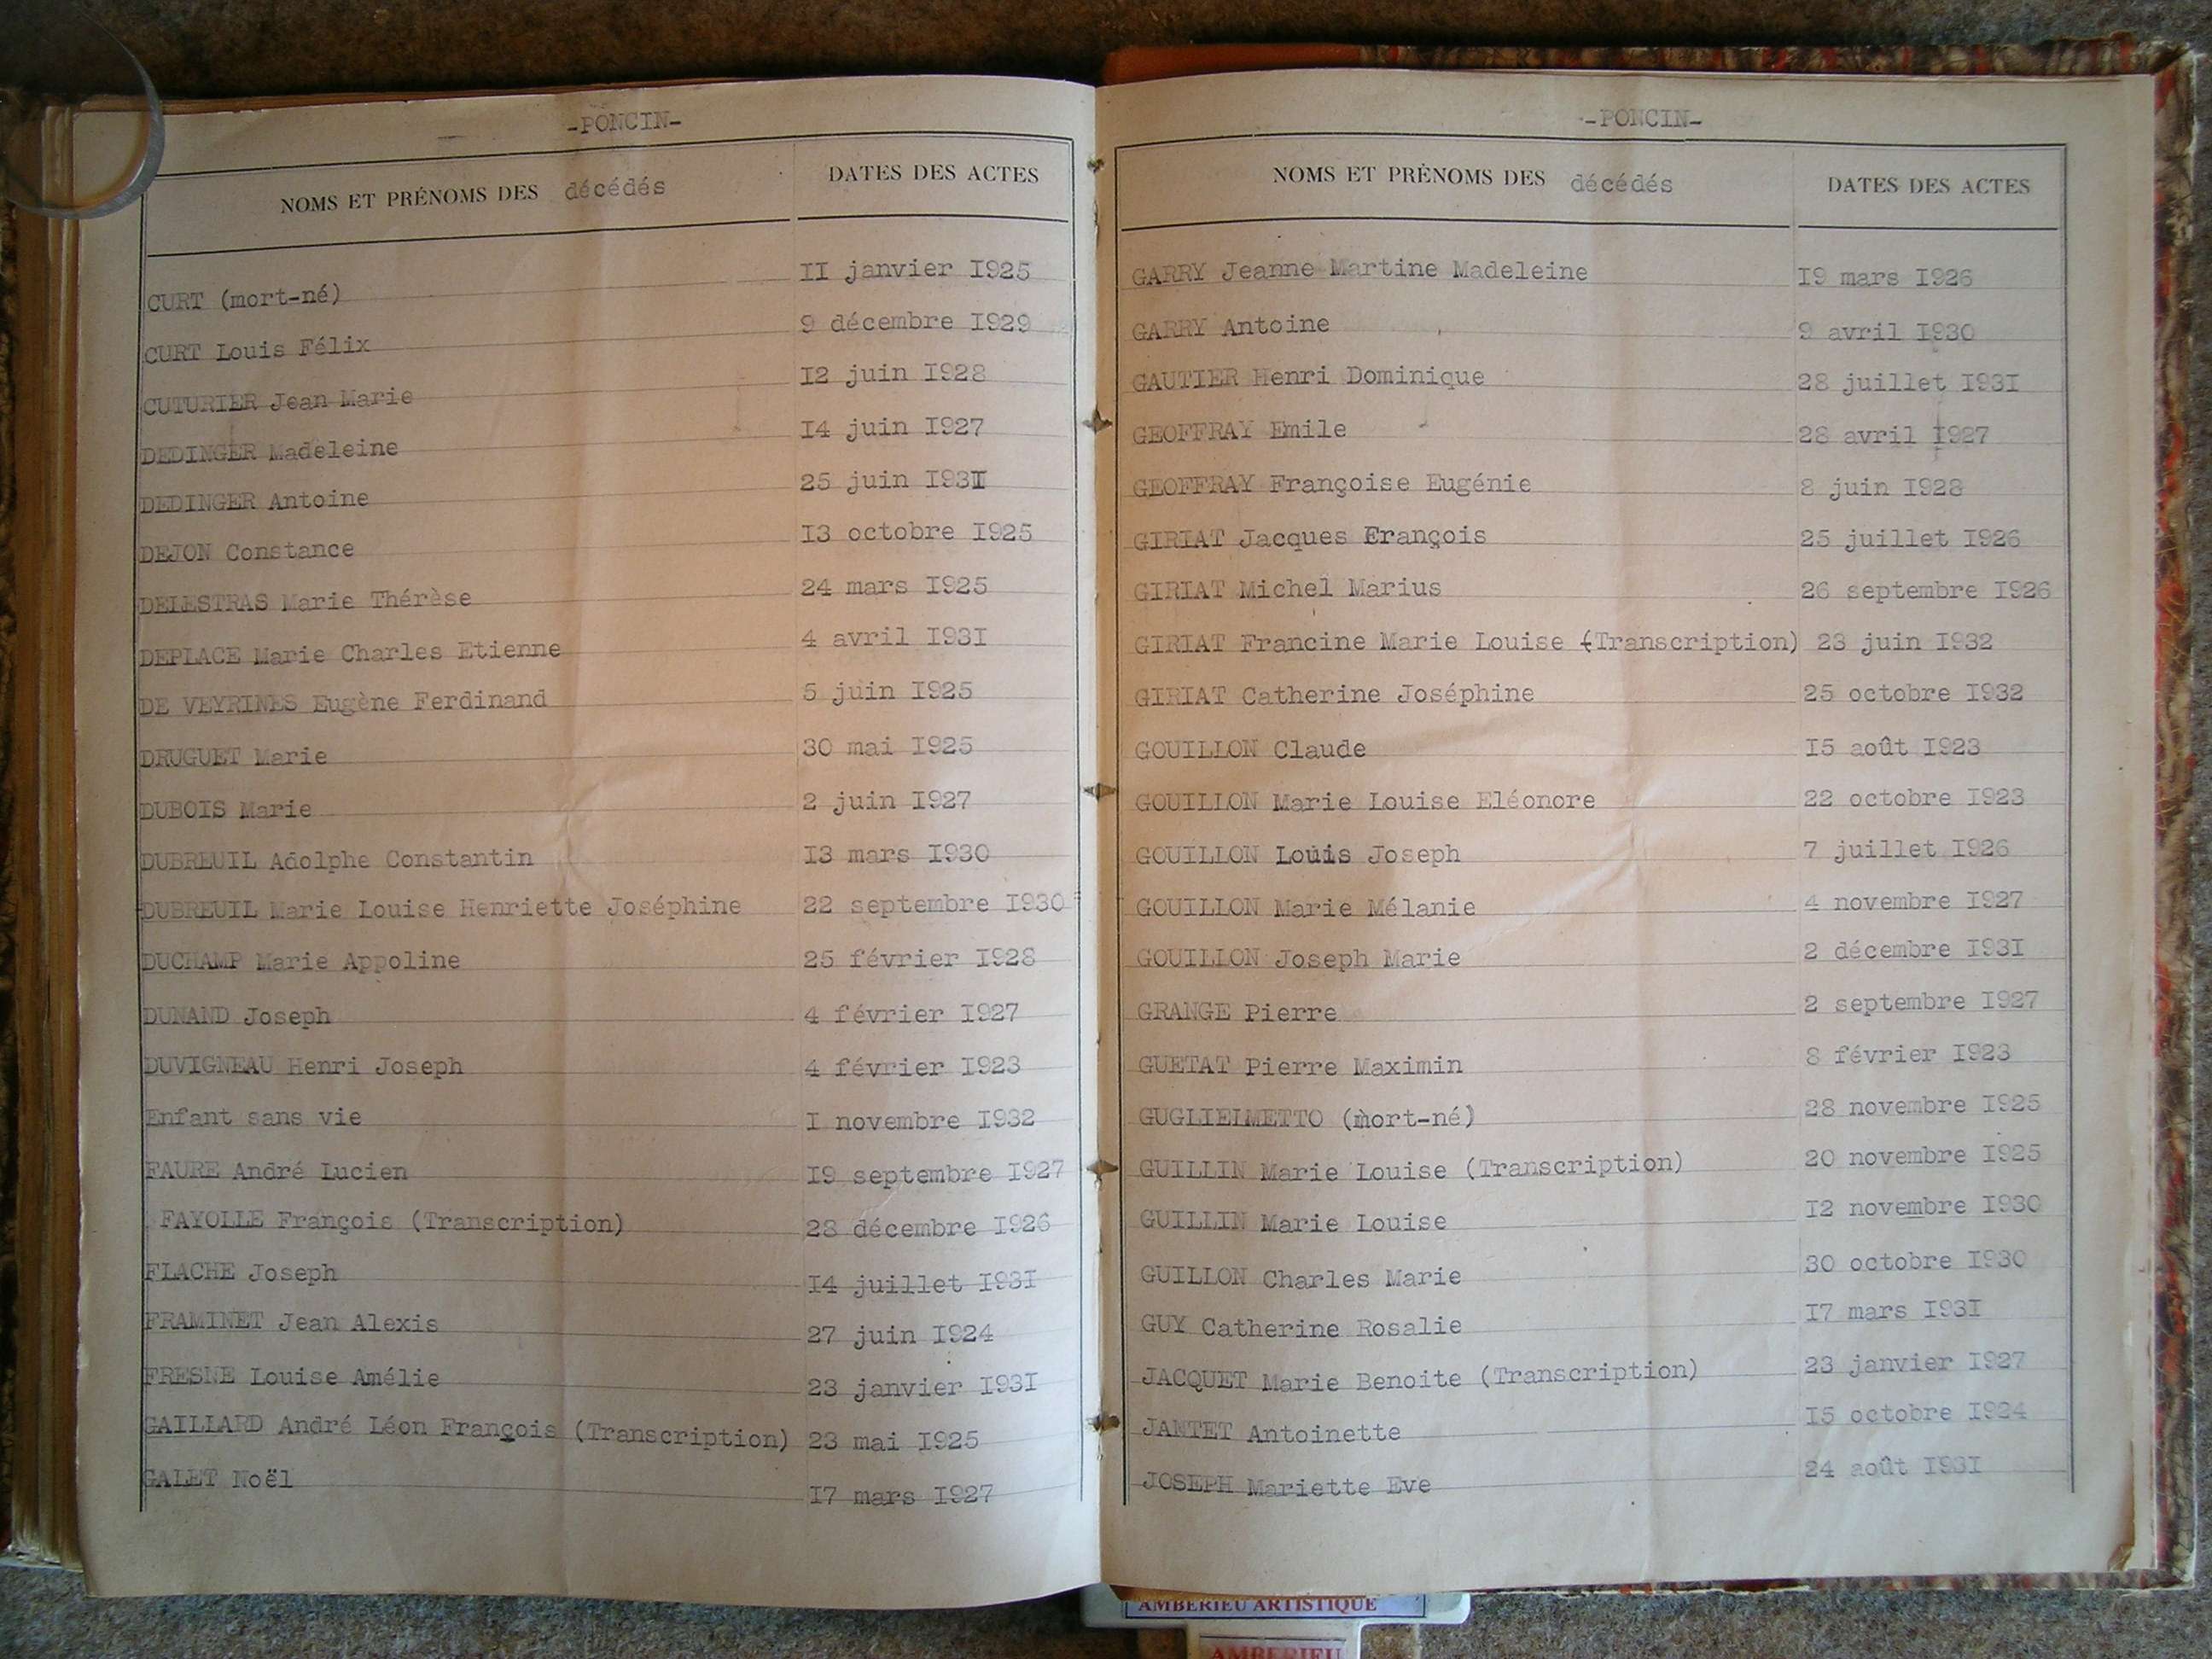 -PONCIN-
NOMS ET PRÉNOMS DES décédés DATES DES ACTES
CURT (mort-né) II janvier I925
CURT Louis Félix 9 décembre I929
CUTURIER Jean Marie I2 juin I928
DEDINGER Madeleine I4 juin I927
DEDINGER Antoine 25 juin I93I
DEJON Constance I3 octobre I925
DELESTRAS Marie Thérèse 24 mars I925
DEPLACE Marie Charles Etienne 4 avril I93I
DE VEYRINES Eugène Ferdinand 5 juin I925
DRUGUET Marie 30 mai I925
DUBOIS Marie 2 juin I927
DUBREUIL Adolphe Constantin I3 mars I930
DUBREUIL Marie Louise Henriette Joséphine 22 septembre I930
DUCHAMP Marie Appoline 25 février I928
DUNAND Joseph 4 février I927
DUVIGNEAU Henri Joseph 4 février I923
Enfant sans vie I novembre I932
FAURE André Lucien I9 septembre I927
FAYOLLE François (Transcription) 28 décembre I926
FLACHE Joseph I4 juillet I93I
FRAMINET Jean Alexis 27 juin I924
FRESNE Louise Amélie 23 janvier I93I
GAILLARD André Léon François (Transcription) 23 mai I925
GALET Noël I7 mars I927
-PONCIN-
NOMS ET PRÉNOMS DES décédés DATES DES ACTES
GARRY Jeanne Martine Madeleine I9 mars I926
GARRY Antoine 9 avril I930
GAUTIER Henri Dominique 28 juillet I93I
GEOFFRAY Emile 28 avril I927
GEOFFRAY Françoise Eugénie 8 juin I928
GIRIAT Jacques François 25 juillet I926
GIRIAT Michel Marius 26 septembre I926
GIRIAT Francine Marie Louise (Transcription) 23 juin I932
GIRIAT Catherine Joséphine 25 octobre I932
GOUILLON Claude I5 août I923
GOUILLON Marie Louise Eléonore 22 octobre I923
GOUILLON Louis Joseph 7 juillet I926
GOUILLON Marie Mélanie 4 novembre I927
GOUILLON Joseph Marie 2 décembre I93I
GRANGE Pierre 2 septembre I927
GUETAT Pierre Maximin 8 février I923
GUGLIELMETTO (mort-né) 28 novembre I925
GUILLIN Marie Louise (Transcription) 20 novembre I925
GUILLIN Marie Louise I2 novembre I930
GUILLON Charles Marie 30 octobre I930
GUY Catherine Rosalie I7 mars I93I
JACQUET Marie Benoite (Transcription) 23 janvier I927
JANTET Antoinette I5 octobre I924
JOSEPH Mariette Eve 24 août I93I
AMBERIEU ARTISTIQUE
AMBERIEU